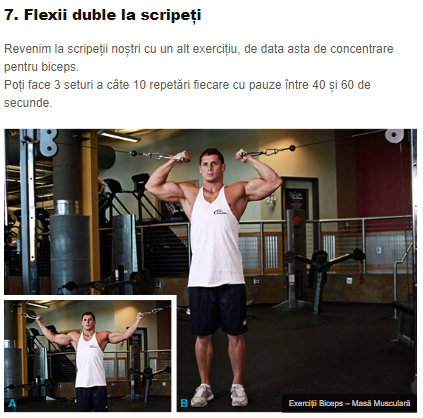 7. Flexii duble la scripeți
Revenim la scripeții noștri cu un alt exercițiu, de data asta de concentrare
pentru biceps.
Poți face 3 seturi a câte 10 repetări fiecare cu pauze între 40 și 60 de
secunde.
A
B
Exerciții Biceps – Masă Musculară